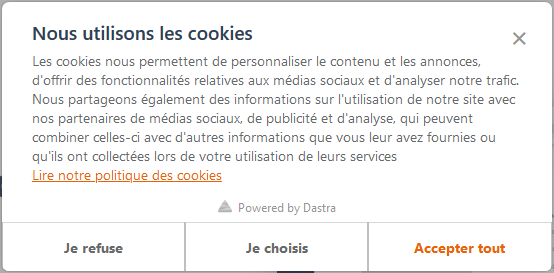 Nous utilisons les cookies
Les cookies nous permettent de personnaliser le contenu et les annonces,
d'offrir des fonctionnalités relatives aux médias sociaux et d'analyser notre trafic.
Nous partageons également des informations sur l'utilisation de notre site avec
nos partenaires de médias sociaux, de publicité et d'analyse, qui peuvent
combiner celles-ci avec d'autres informations que vous leur avez fournies ou
qu'ils ont collectées lors de votre utilisation de leurs services
Lire notre politique des cookies
Powered by Dastra
Je refuse
Je choisis
Accepter tout